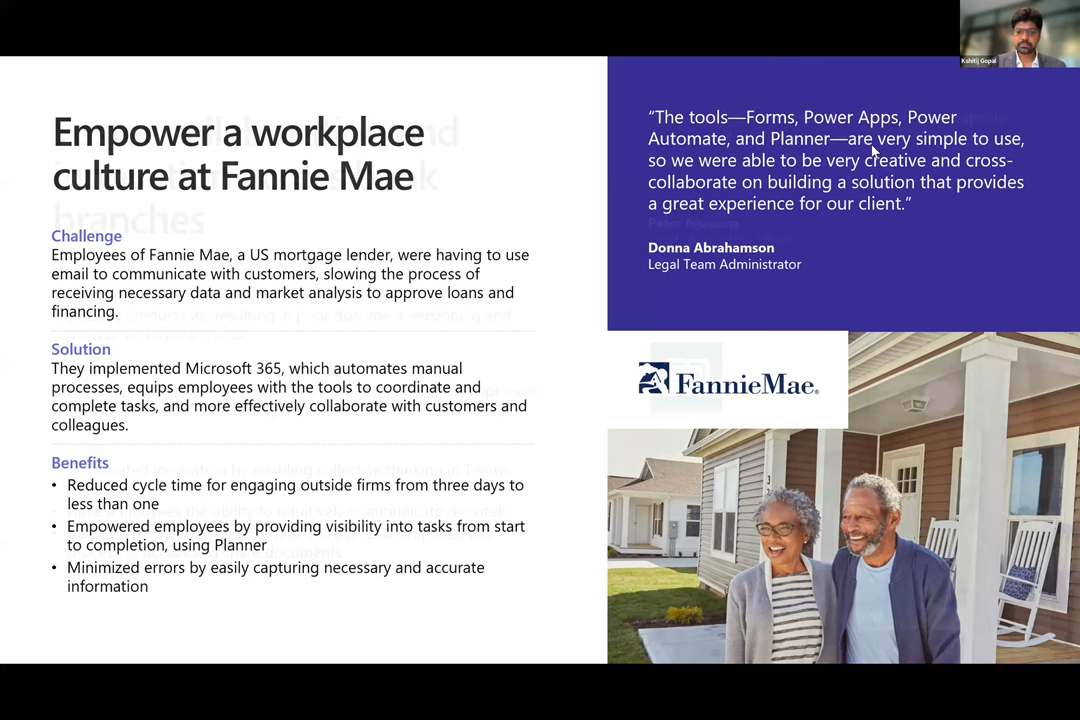 Kshitij Gopal
Empower a workplace
culture at Fannie Mae
Challenge
Employees of Fannie Mae, a US mortgage lender, were having to use
email to communicate with customers, slowing the process of
receiving necessary data and market analysis to approve loans and
financing.
Solution
They implemented Microsoft 365, which automates manual
processes, equips employees with the tools to coordinate and
complete tasks, and more effectively collaborate with customers and
colleagues.
Benefits
• Reduced cycle time for engaging outside firms from three days to
less than one
• Empowered employees by providing visibility into tasks from start
to completion, using Planner
• Minimized errors by easily capturing necessary and accurate
information
“The tools—Forms, Power Apps, Power
Automate, and Planner—are very simple to use,
so we were able to be very creative and cross-
collaborate on building a solution that provides
a great experience for our client.”
Donna Abrahamson
Legal Team Administrator
FannieMae®